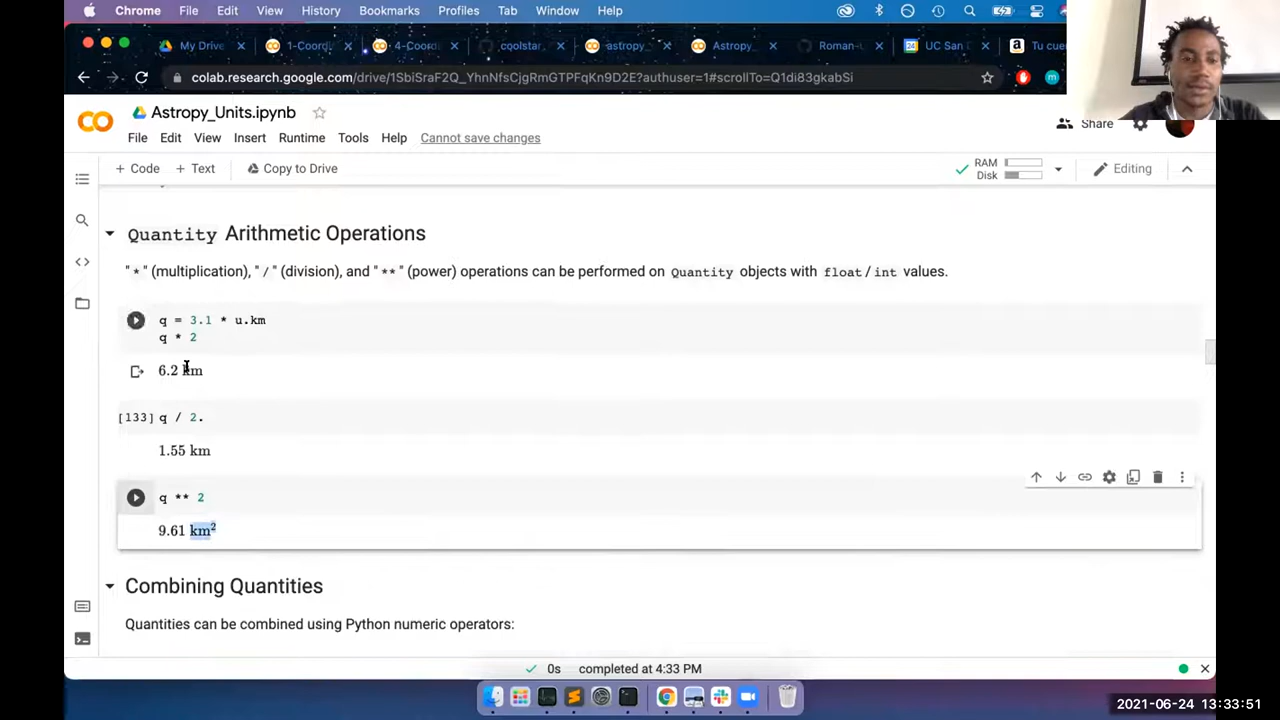 Chrome File Edit View History Bookmarks Profiles Tab Window Help
My Drive 1-Coordi 4-Coordi coolstar astropy_ Astropy_ Roman- UC San D Tu cuen
colab.research.google.com/drive/1SbiSraF2Q_YhnNfsCjgRmGTPFqKn9D2E?authuser=1#scrollTo=Q1di83gkabSi
Astropy_Units.ipynb
File Edit View Insert Runtime Tools Help Cannot save changes
Share
+ Code + Text Copy to Drive
RAM
Disk
Editing
Quantity Arithmetic Operations
"*" (multiplication), "/" (division), and "**" (power) operations can be performed on Quantity objects with float/int values.
q = 3.1 * u.km
q * 2
6.2 km
[133] q / 2.
1.55 km
q ** 2
9.61 km²
Combining Quantities
Quantities can be combined using Python numeric operators:
0s completed at 4:33 PM
2021-06-24 13:33:51